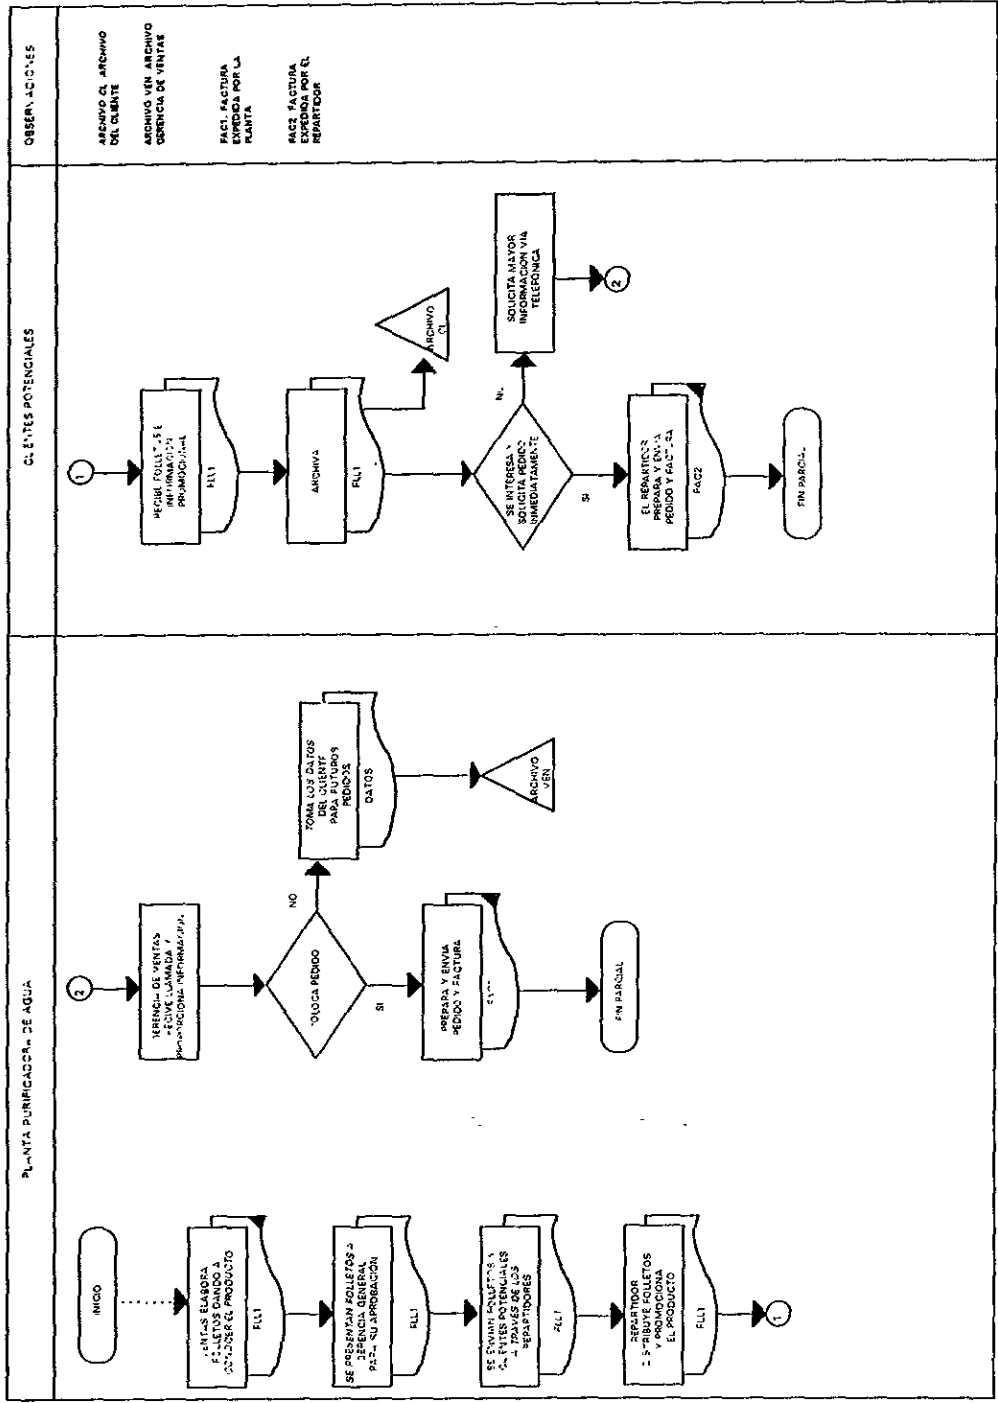 PLANTA PURIFICADORA DE AGUA
CLIENTES POTENCIALES
OBSERVACIONES
INICIO
VENTAS ELABORA
FOLLETOS DANDO A
CONOCER EL PRODUCTO
FLL1
SE PRESENTAN FOLLETOS A
GERENCIA GENERAL
PARA SU APROBACIÓN
FLL1
SE ENVIAN FOLLETOS A
CLIENTES POTENCIALES
A TRAVES DE LOS
REPARTIDORES
FLL1
REPARTIDOR
DISTRIBUYE FOLLETOS
Y PROMOCIONA
EL PRODUCTO
FLL1
1
2
GERENCIA DE VENTAS
RECIVE LLAMADA Y
PROPORCIONA INFORMACION
COLOCA PEDIDO
NO
SI
TOMA LOS DATOS
DEL CLIENTE
PARA FUTUROS
PEDIDOS
DATOS
ARCHIVO
VEN
PREPARA Y ENVIA
PEDIDO Y FACTURA
FIN PARCIAL
1
RECIBE FOLLETOS E
INFORMACION
PROMOCIONAL
FLL1
ARCHIVA
FLL1
ARCHIVO
CL
SE INTERESA Y
SOLICITA PEDIDO
INMEDIATAMENTE
SI
SOLICITA MAYOR
INFORMACION VIA
TELEFONICA
2
EL REPARTIDOR
PREPARA Y ENVIA
PEDIDO Y FACTURA
FAC2
FIN PARCIAL
ARCHIVO CL ARCHIVO
DEL CLIENTE
ARCHIVO VEN ARCHIVO
GERENCIA DE VENTAS
FAC1. FACTURA
EXPEDIDA POR LA
PLANTA
FAC2 FACTURA
EXPEDIDA POR EL
REPARTIDOR